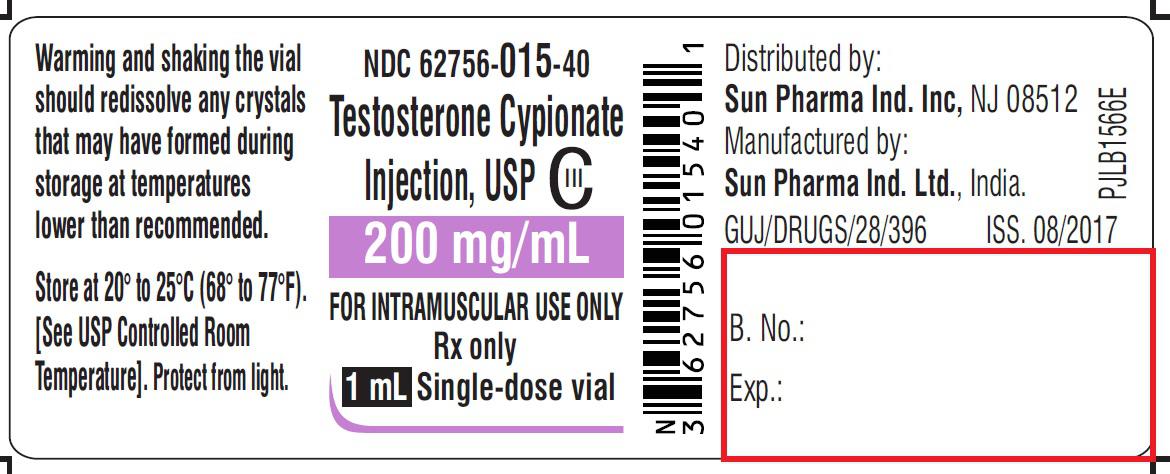 Warming and shaking the vial
should redissolve any crystals
that may have formed during
storage at temperatures
lower than recommended.
Store at 20° to 25°C (68° to 77°F).
[See USP Controlled Room
Temperature]. Protect from light.
NDC 62756-015-40
Testosterone Cypionate
Injection, USP CIII
200 mg/mL
FOR INTRAMUSCULAR USE ONLY
Rx only
1 mL Single-dose vial
N 3 62756 01540 1
Distributed by:
Sun Pharma Ind. Inc, NJ 08512
Manufactured by:
Sun Pharma Ind. Ltd., India.
GUJ/DRUGS/28/396 ISS. 08/2017
PJLB1566E
B. No.:
Exp.: